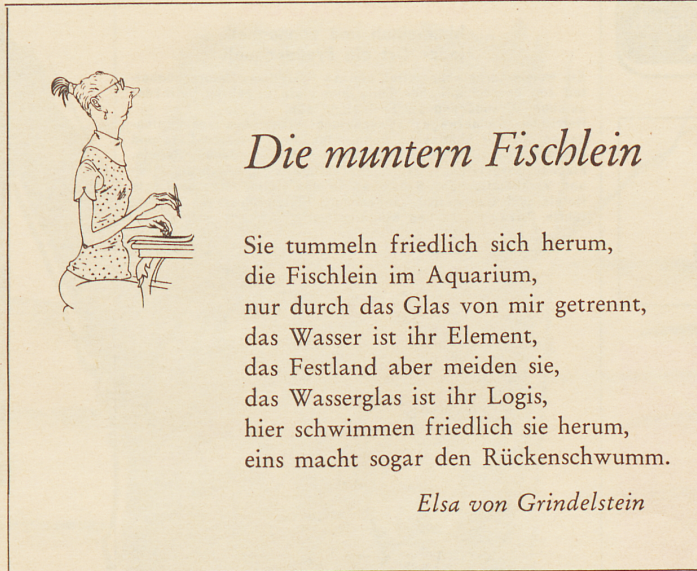 Die muntern Fischlein
Sie tummeln friedlich sich herum,
die Fischlein im Aquarium,
nur durch das Glas von mir getrennt,
das Wasser ist ihr Element,
das Festland aber meiden sie,
das Wasserglas ist ihr Logis,
hier schwimmen friedlich sie herum,
eins macht sogar den Rückenschwumm.
Elsa von Grindelstein